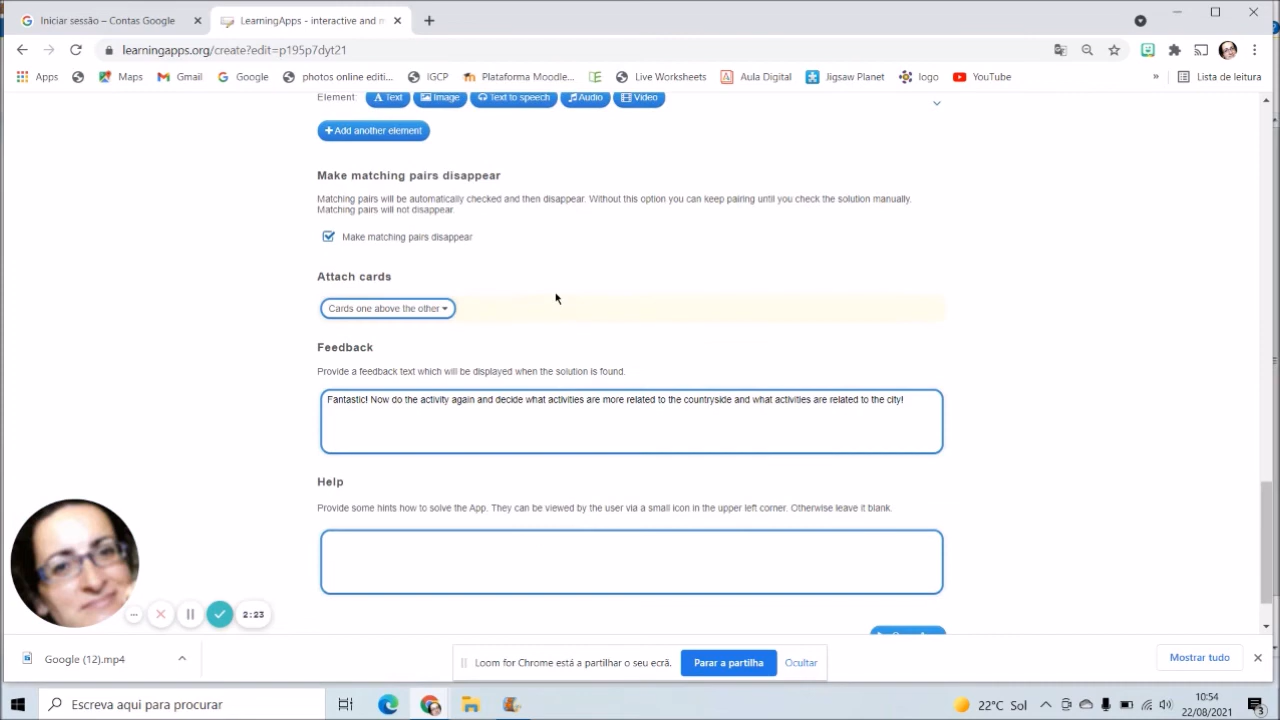 Iniciar sessão – Contas Google
LearningApps - interactive and m
learningapps.org/create?edit=p195p7dyt21
Apps
Maps
Gmail
Google
photos online editi...
IGCP
Plataforma Moodle...
Live Worksheets
Aula Digital
Jigsaw Planet
logo
YouTube
»
Lista de leitura
Element:
Text
Image
Text to speech
Audio
Video
+ Add another element
Make matching pairs disappear
Matching pairs will be automatically checked and then disappear. Without this option you can keep pairing until you check the solution manually.
Matching pairs will not disappear.
Make matching pairs disappear
Attach cards
Cards one above the other
Feedback
Provide a feedback text which will be displayed when the solution is found.
Fantastic! Now do the activity again and decide what activities are more related to the countryside and what activities are related to the city!
Help
Provide some hints how to solve the App. They can be viewed by the user via a small icon in the upper left corner. Otherwise leave it blank.
2:23
Google (12).mp4
Loom for Chrome está a partilhar o seu ecrã.
Parar a partilha
Ocultar
Mostrar tudo
Escreva aqui para procurar
22°C Sol
10:54
22/08/2021
3